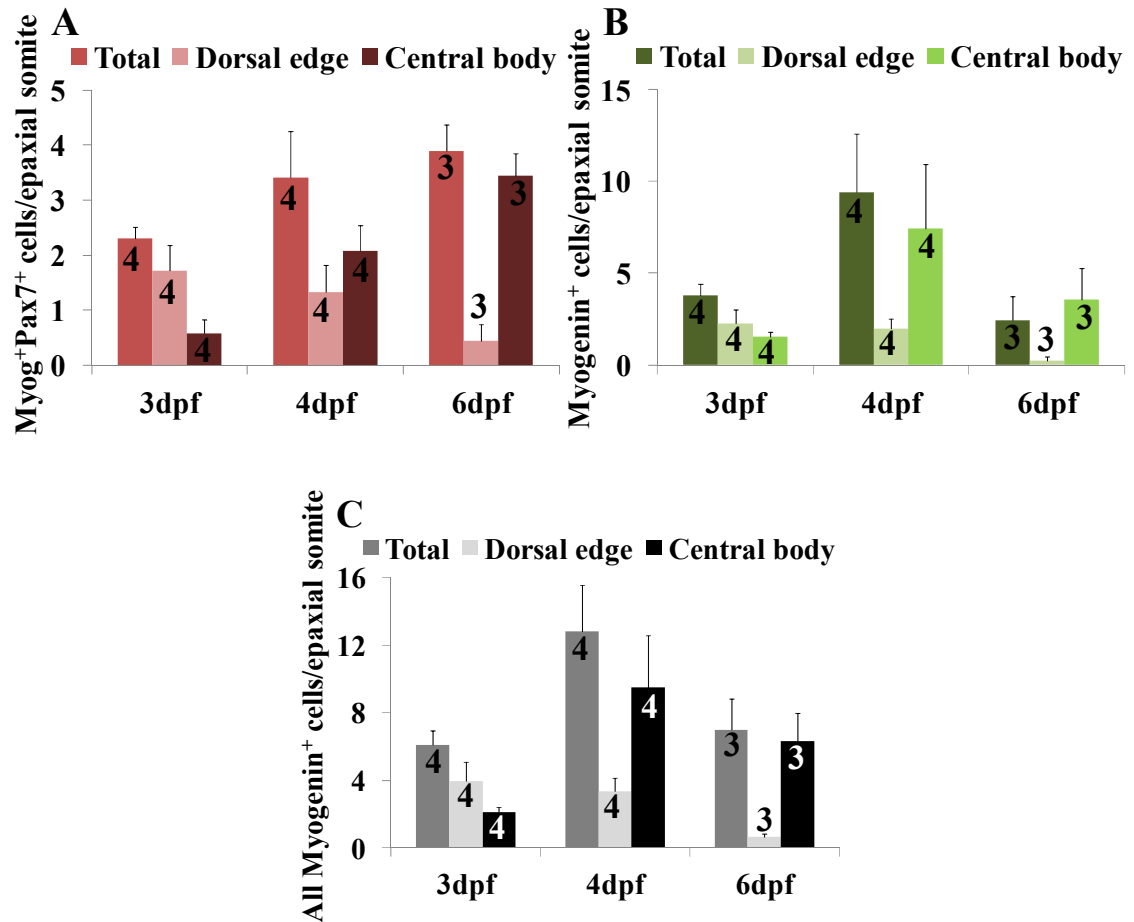 A
Total Dorsal edge Central body
Myog⁺Pax7⁺ cells/epaxial somite
5
4
3
2
1
0
4 4 4
4 4 4
3 3 3
3dpf 4dpf 6dpf
B
Total Dorsal edge Central body
Myogenin⁺ cells/epaxial somite
15
10
5
0
4 4 4
4 4 4
3 3 3
3dpf 4dpf 6dpf
C
Total Dorsal edge Central body
All Myogenin⁺ cells/epaxial somite
16
12
8
4
0
4 4 4
4 4 4
3 3 3
3dpf 4dpf 6dpf